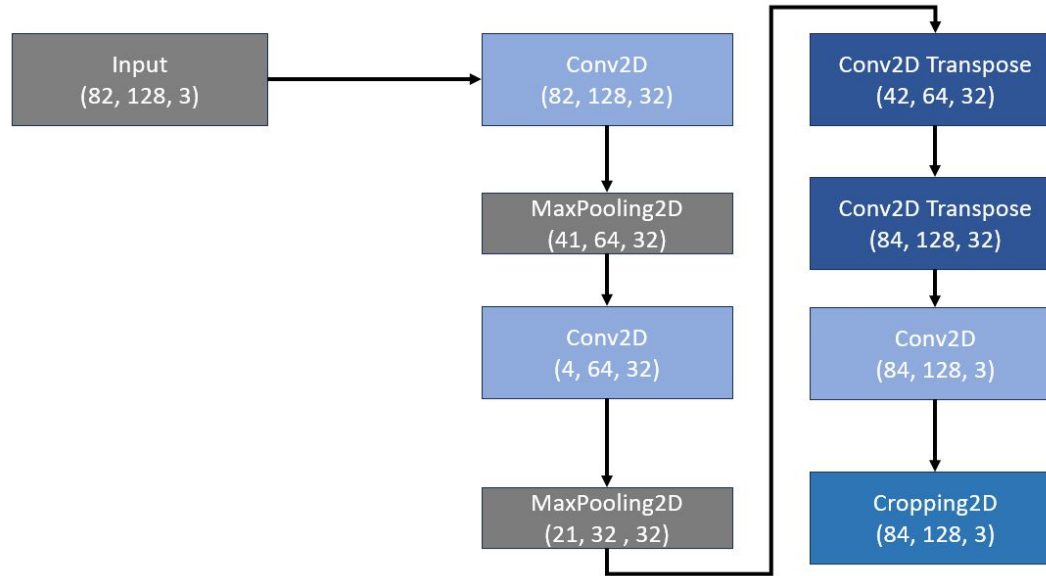 Input
(82, 128, 3)
Conv2D
(82, 128, 32)
MaxPooling2D
(41, 64, 32)
Conv2D
(4, 64, 32)
MaxPooling2D
(21, 32 , 32)
Conv2D Transpose
(42, 64, 32)
Conv2D Transpose
(84, 128, 32)
Conv2D
(84, 128, 3)
Cropping2D
(84, 128, 3)